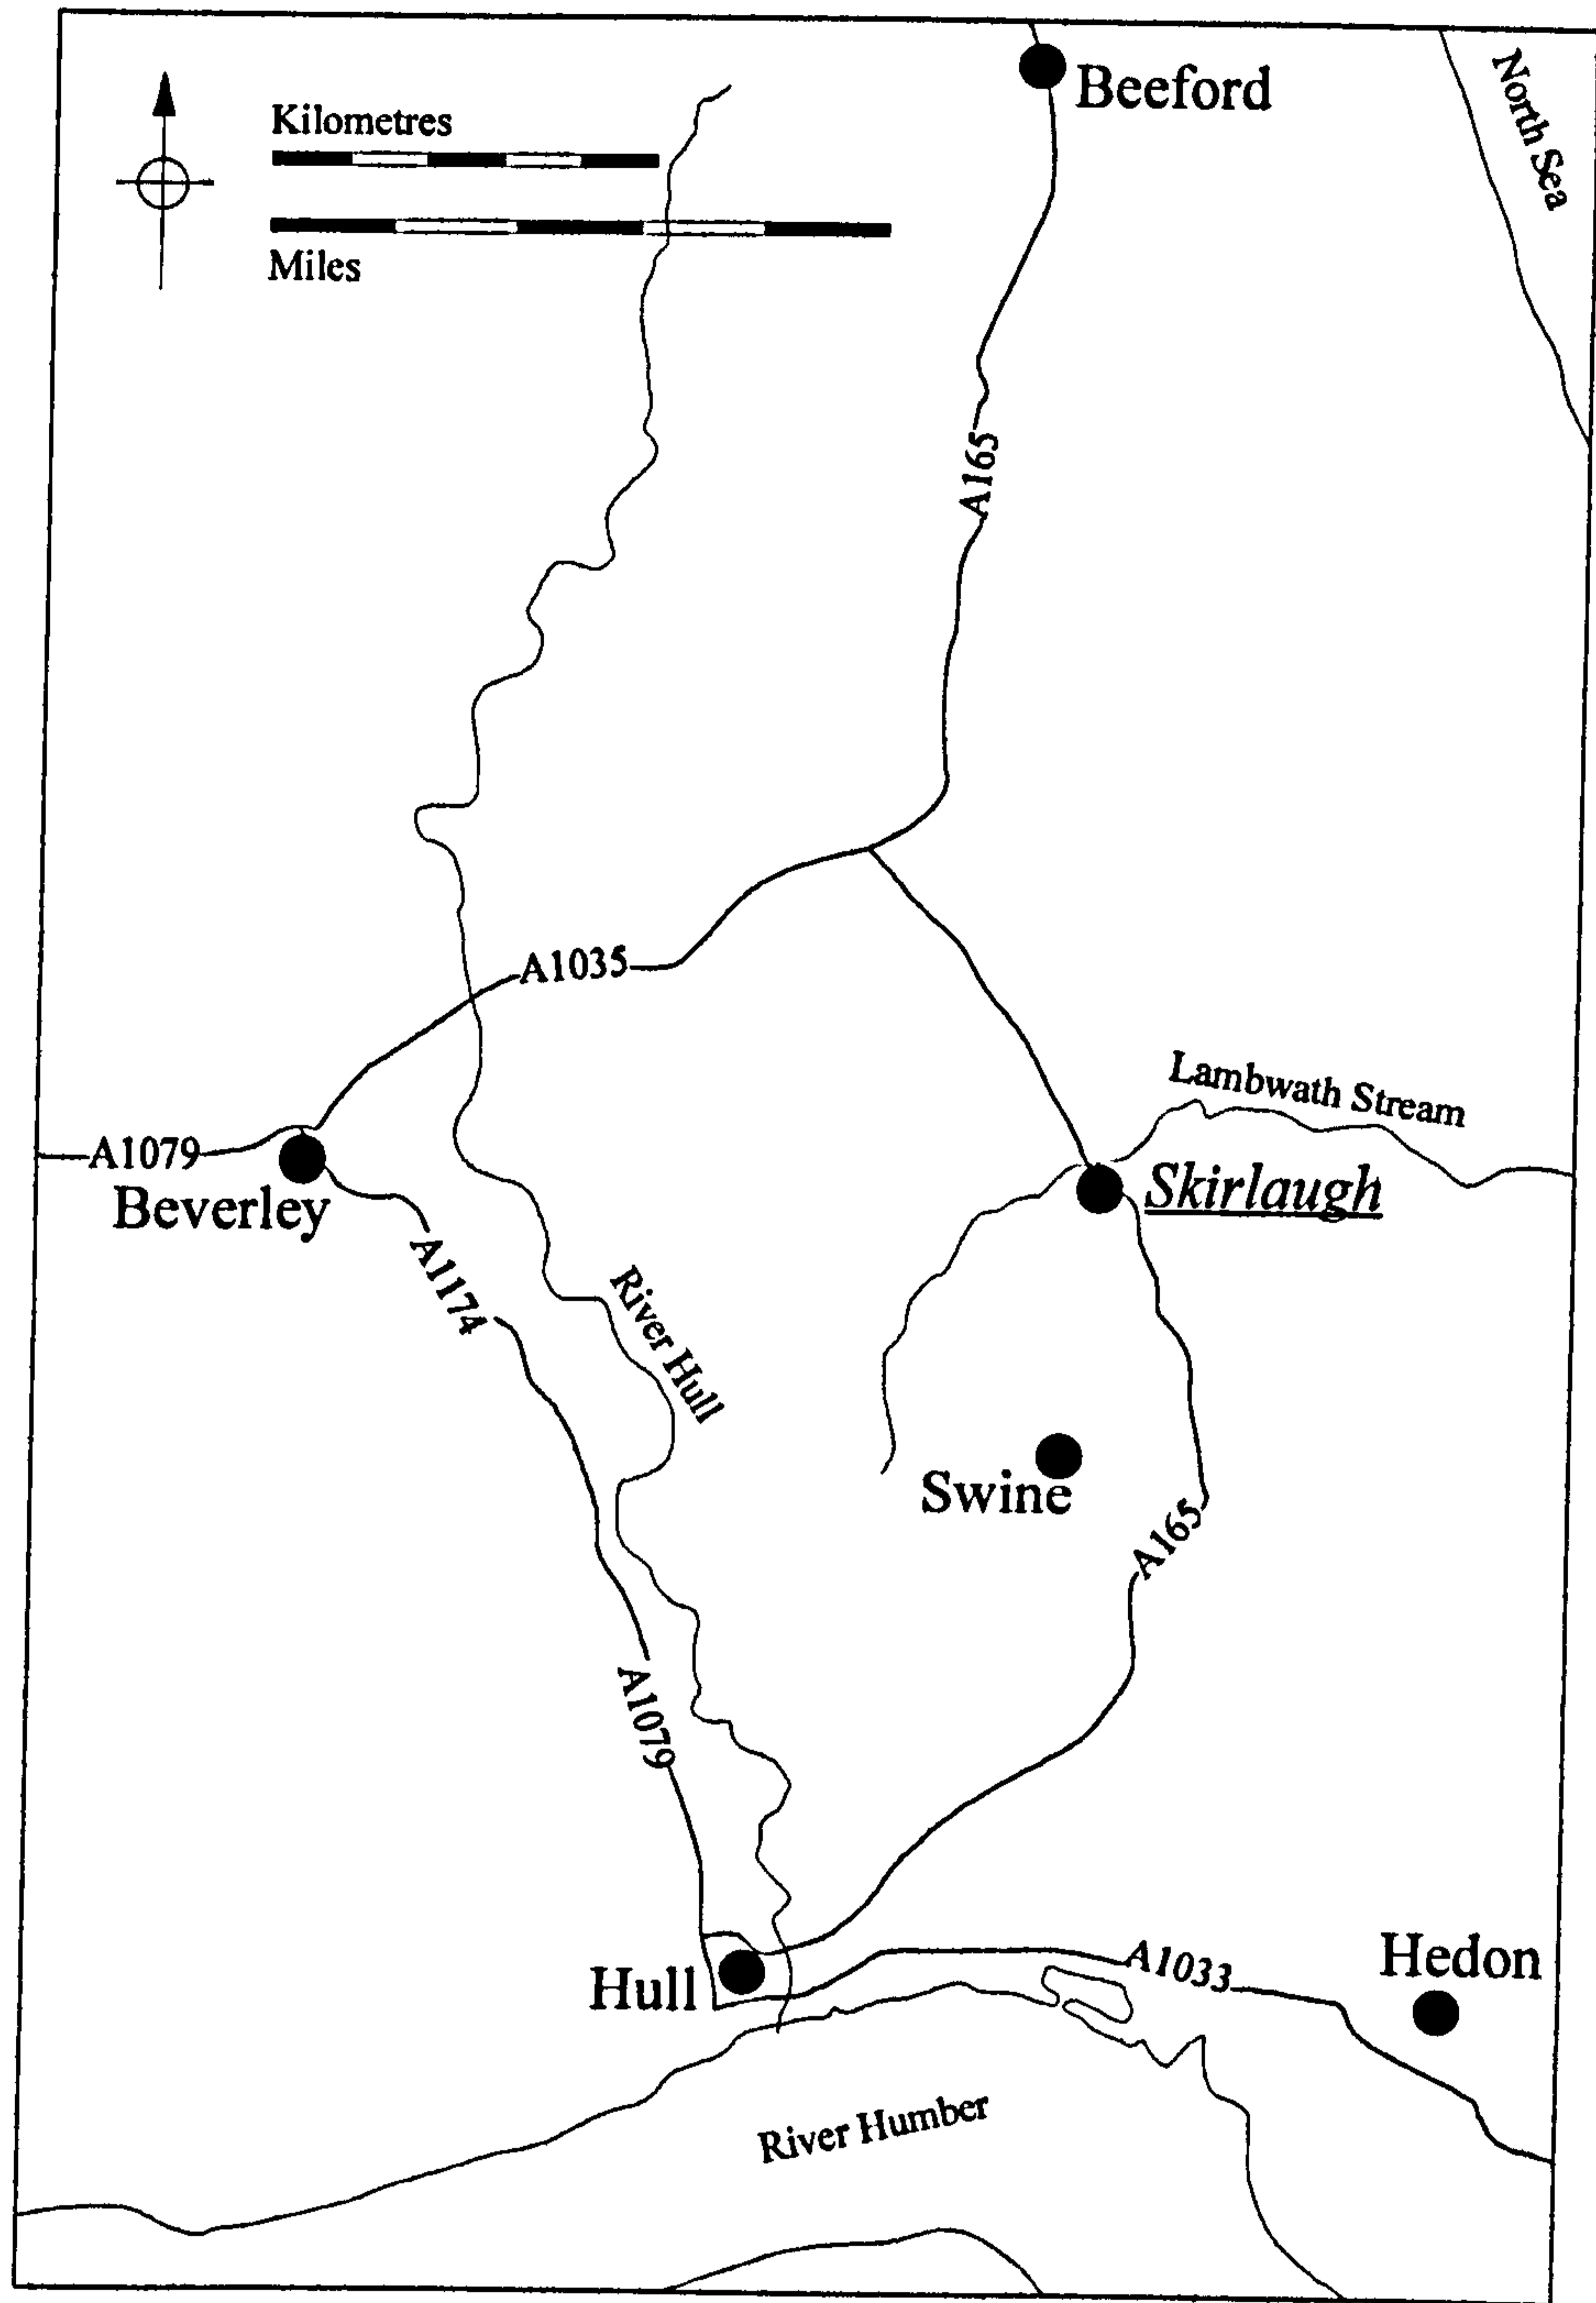 Beeford
North Sea
Kilometres
Miles
A165
A1035
Lambwath Stream
A1079
Beverley
Skirlaugh
A1174
River Hull
Swine
A165
A1079
Hull
A1033
Hedon
River Humber